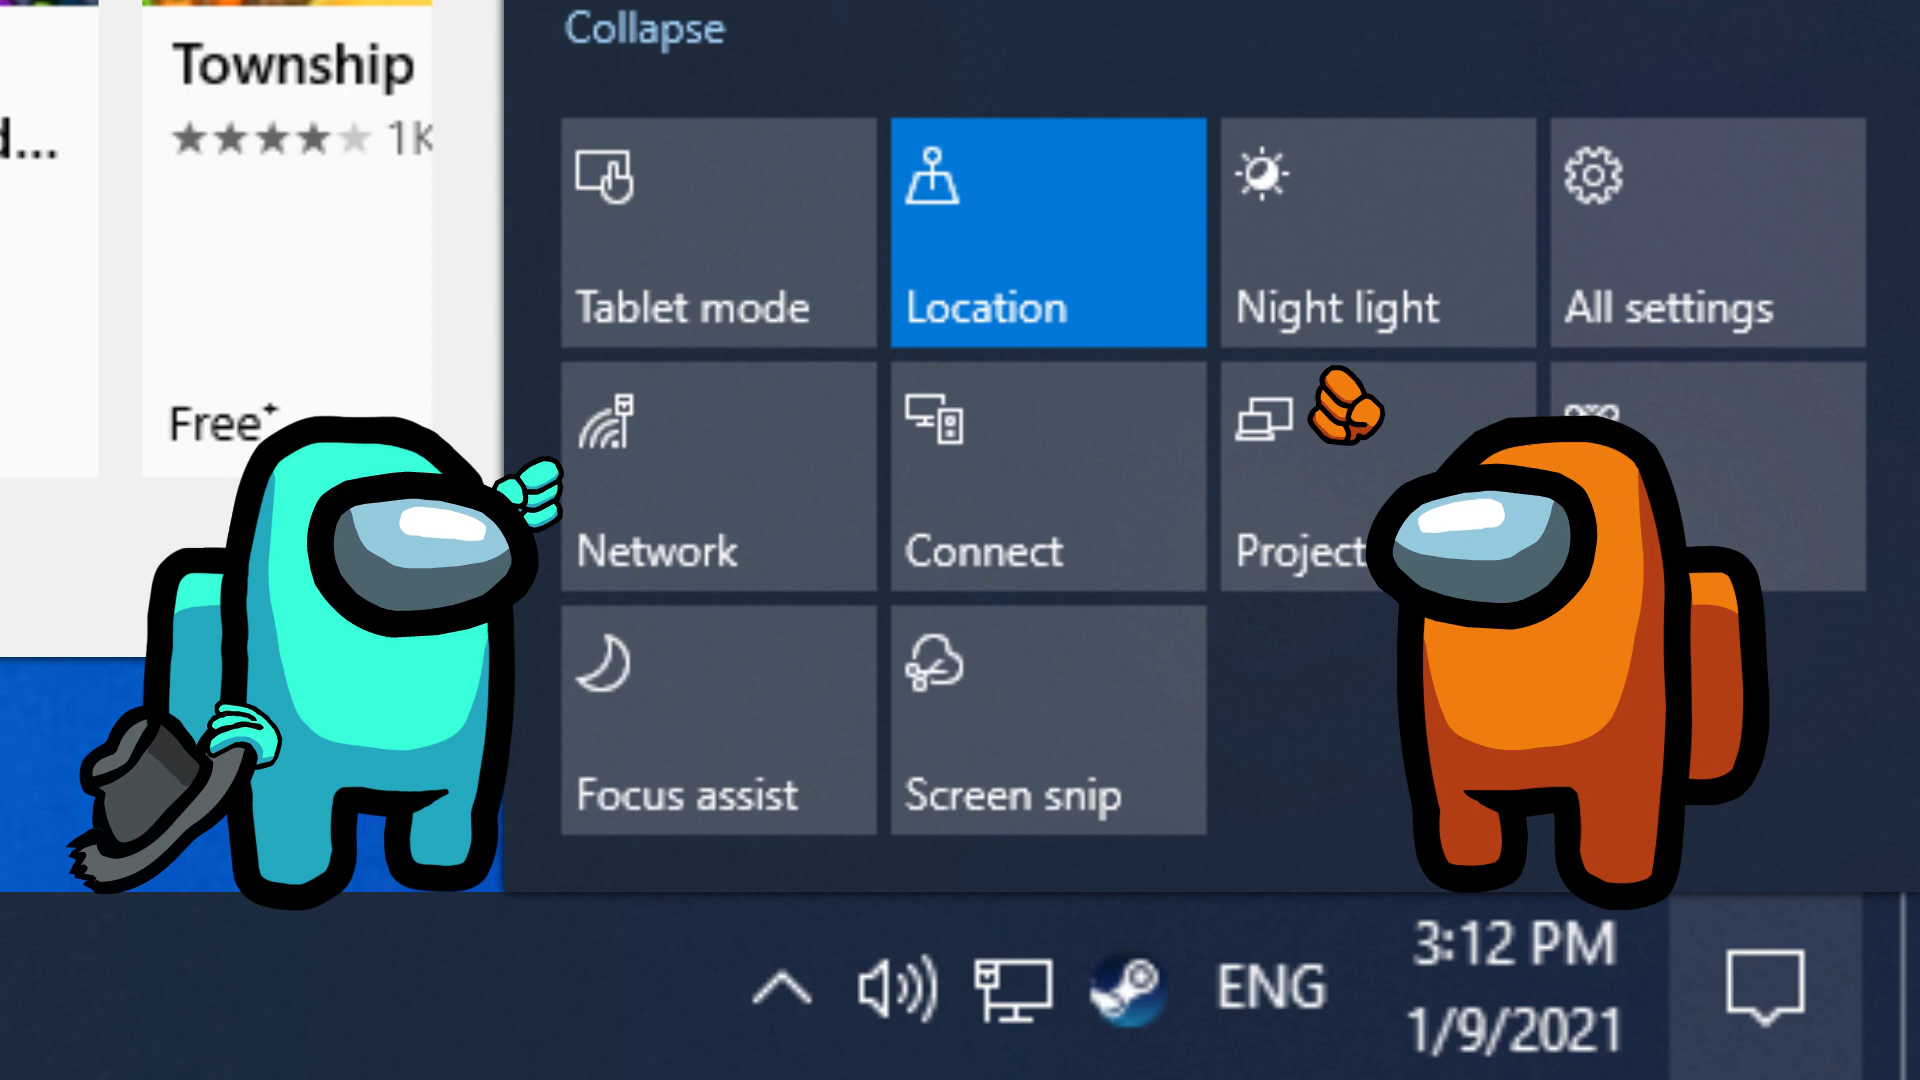 Collapse
Township
d...
1K
Free+
Tablet mode
Location
Night light
All settings
Network
Connect
Project
Focus assist
Screen snip
ENG
3:12 PM
1/9/2021